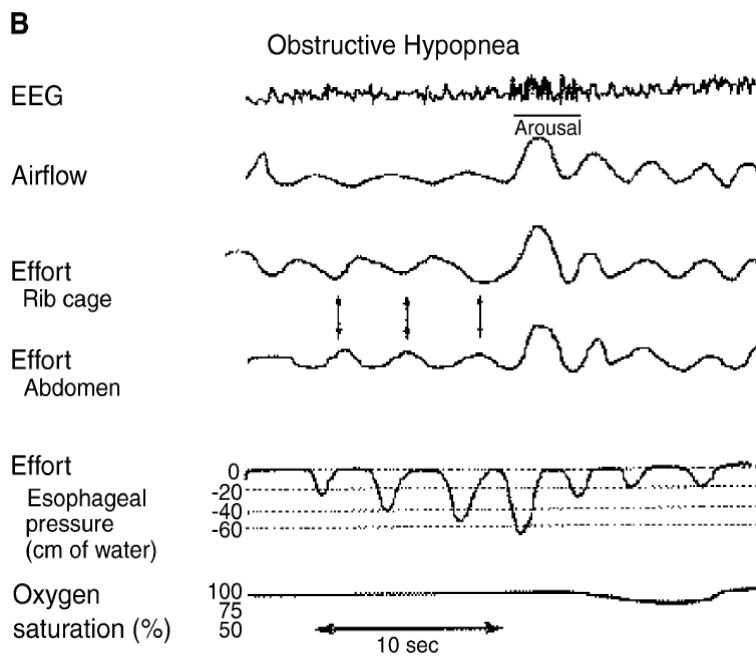 B
Obstructive Hypopnea
EEG
Arousal
Airflow
Effort
Rib cage
Effort
Abdomen
Effort
Esophageal
pressure
(cm of water)
0
-20
-40
-60
Oxygen
saturation (%)
100
75
50
10 sec